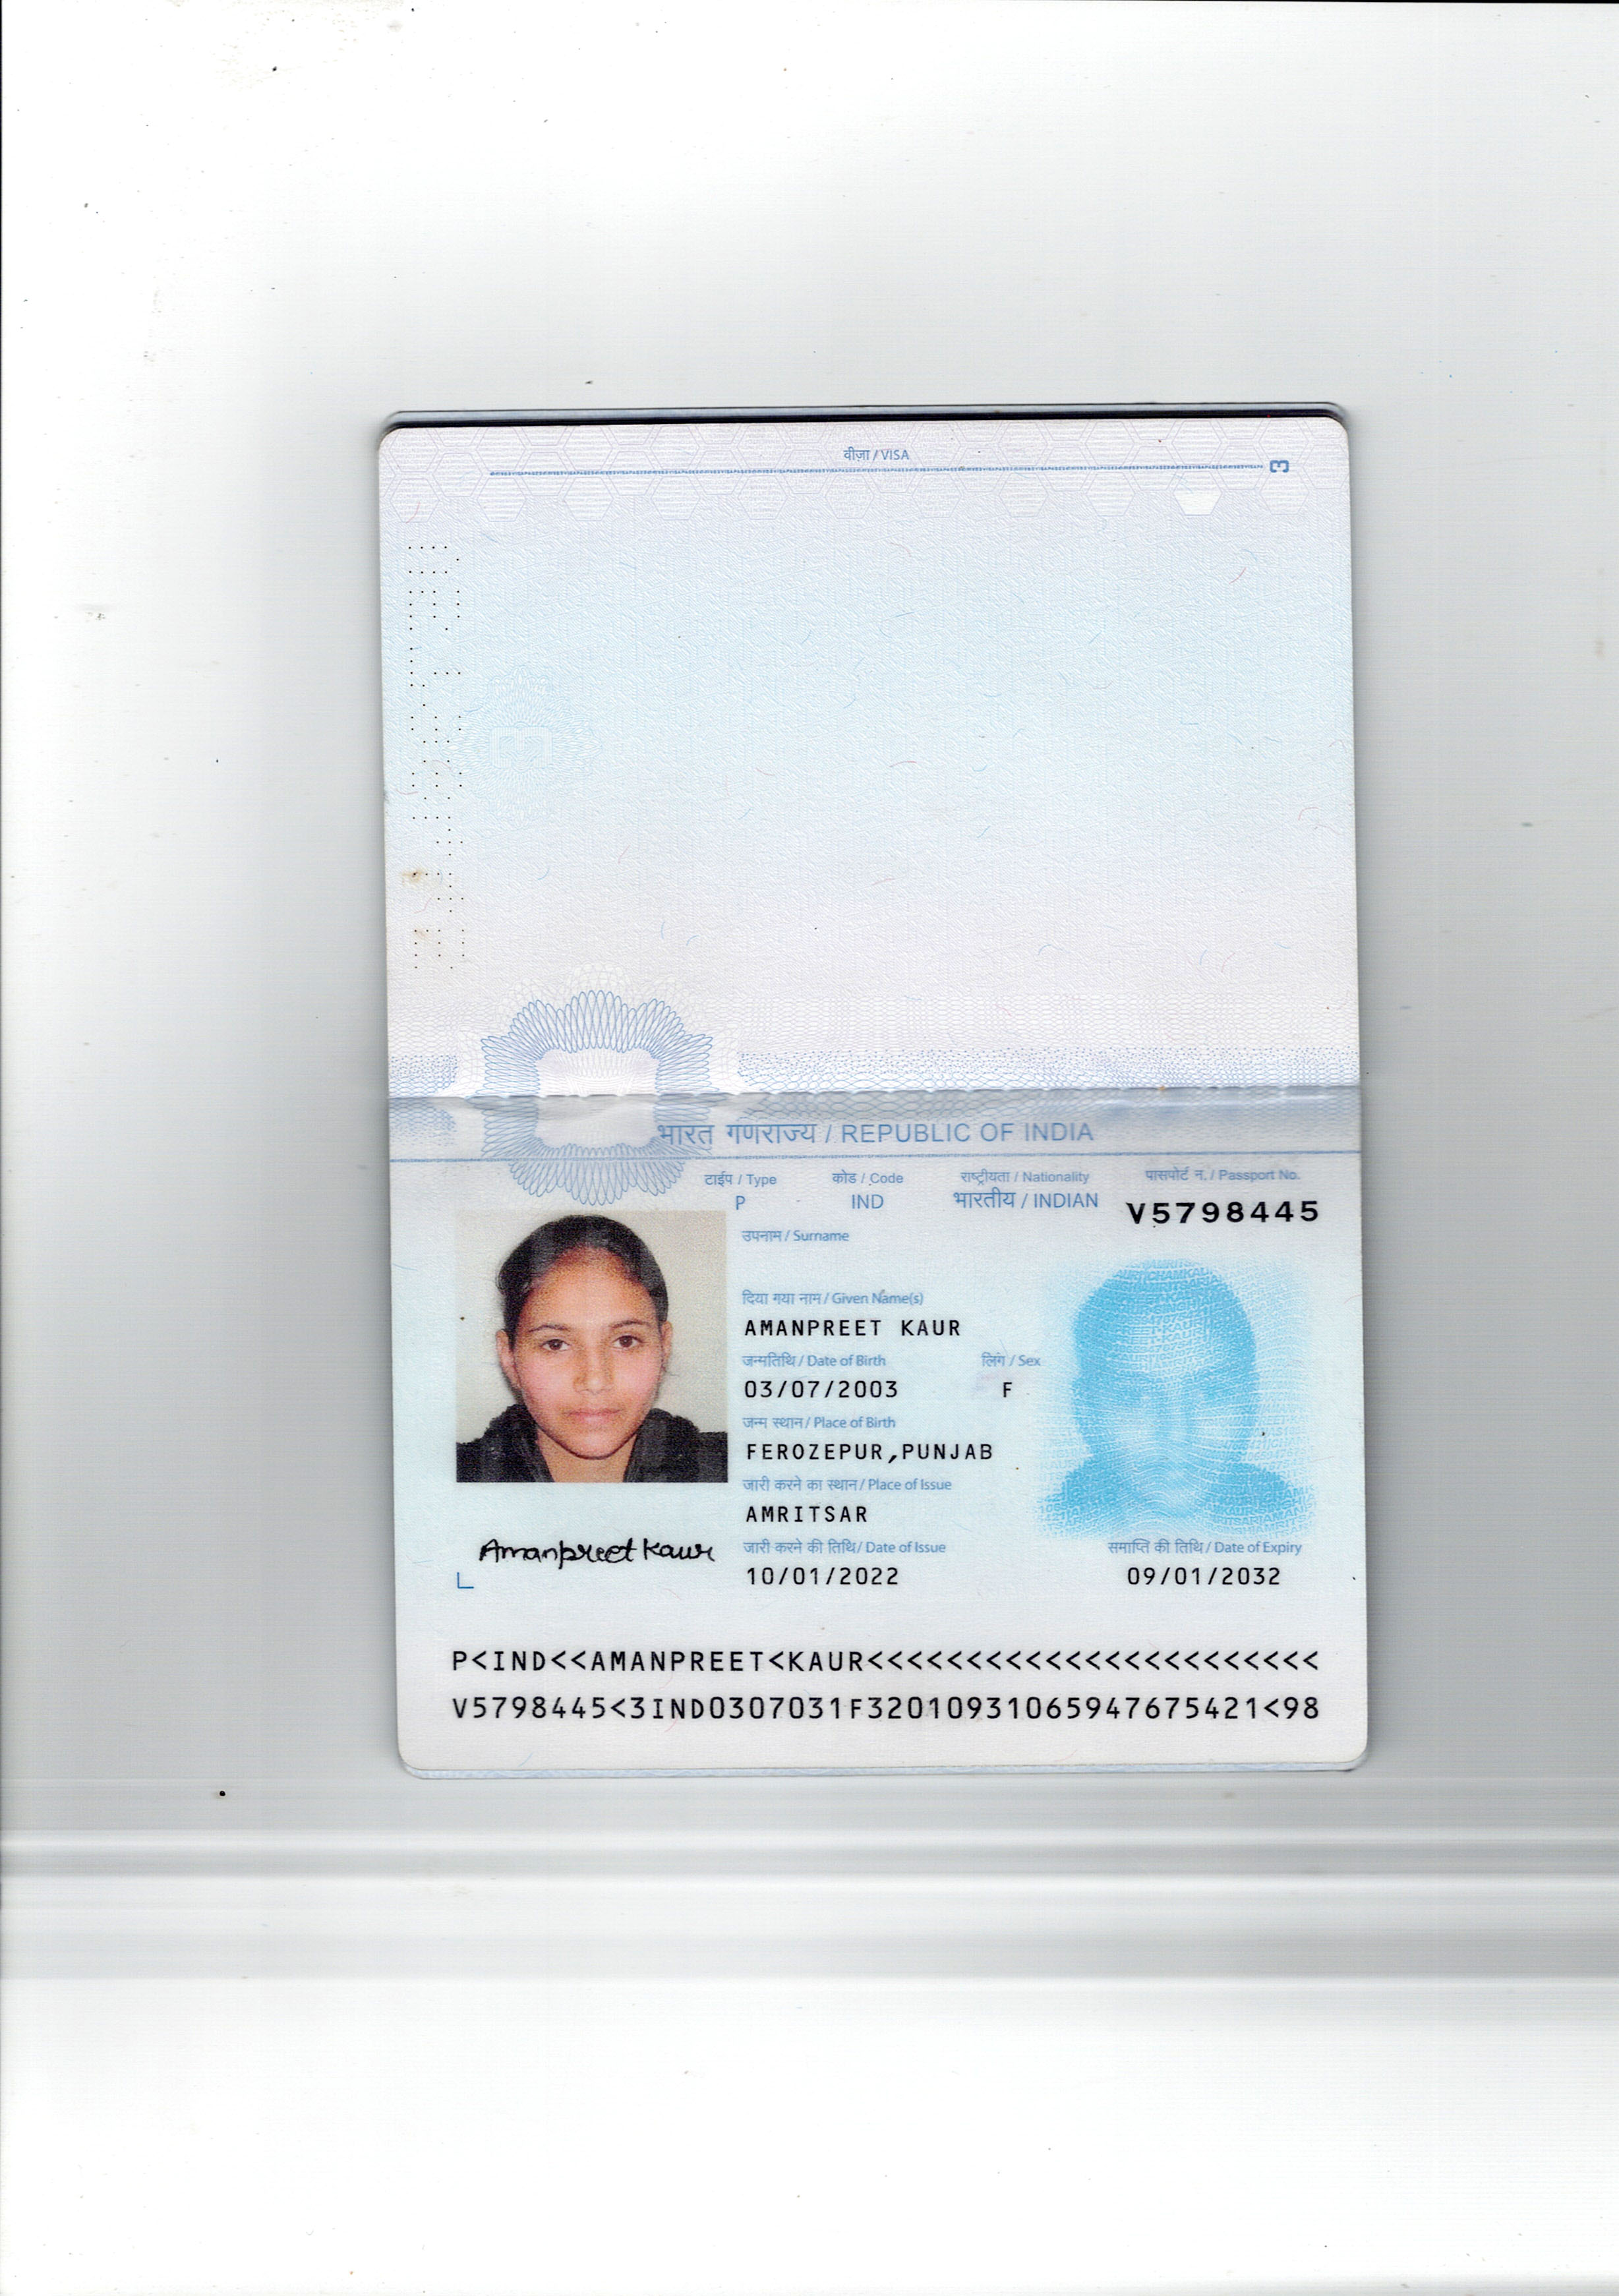 वीज़ा / VISA
3
भारत गणराज्य / REPUBLIC OF INDIA
टाईप / Type कोड / Code राष्ट्रीयता / Nationality पासपोर्ट न. / Passport No.
P IND भारतीय / INDIAN V5798445
उपनाम / Surname
दिया गया नाम / Given Name(s)
AMANPREET KAUR
जन्मतिथि / Date of Birth लिंग / Sex
03/07/2003 F
जन्म स्थान / Place of Birth
FEROZEPUR,PUNJAB
जारी करने का स्थान / Place of Issue
AMRITSAR
Amanpreet Kaur
जारी करने की तिथि / Date of Issue समाप्ति की तिथि / Date of Expiry
10/01/2022 09/01/2032
P<IND<<AMANPREET<KAUR<<<<<<<<<<<<<<<<<<<<<<<
V5798445<3IND0307031F32010931065947675421<98